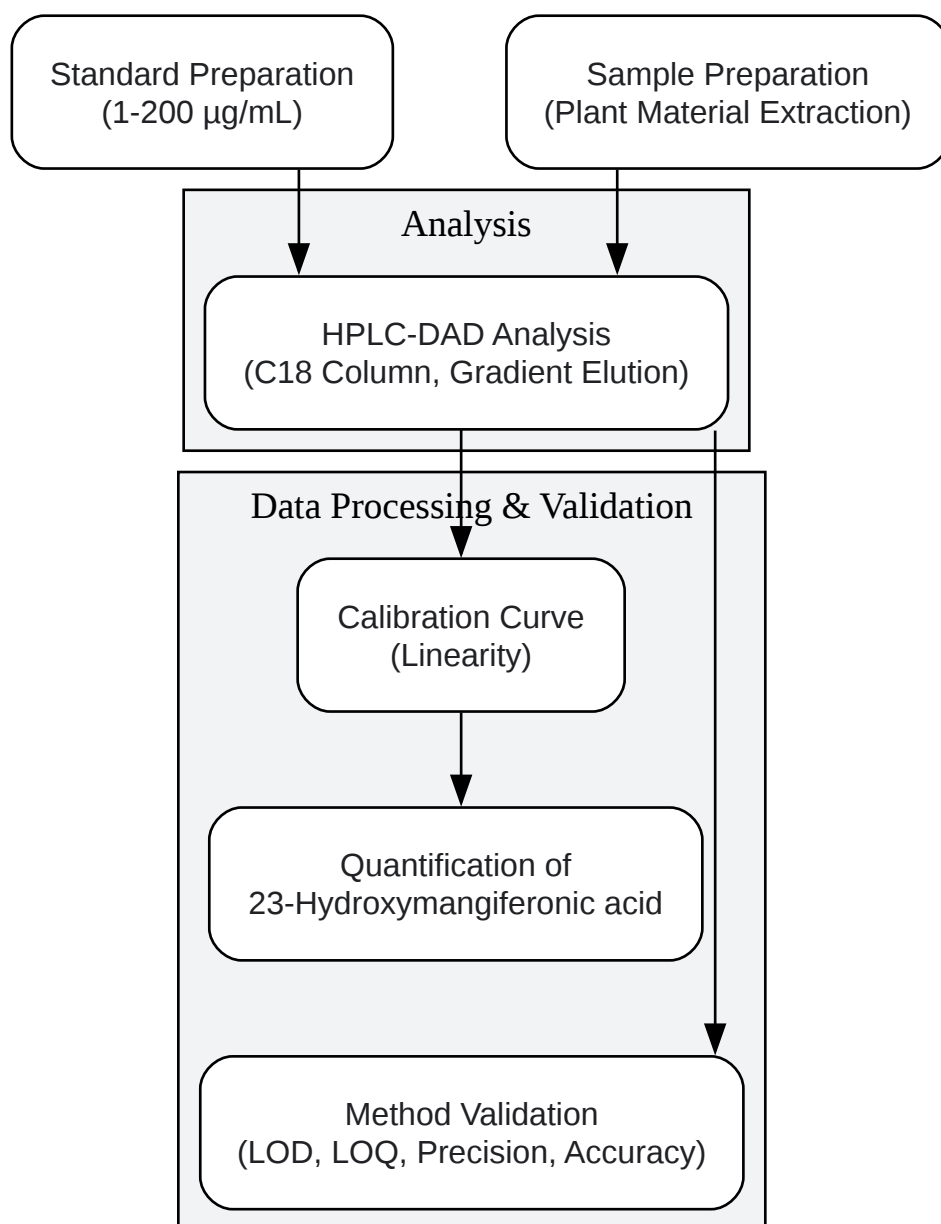 Standard Preparation
(1-200 µg/mL)
Sample Preparation
(Plant Material Extraction)
Analysis
HPLC-DAD Analysis
(C18 Column, Gradient Elution)
Data Processing & Validation
Calibration Curve
(Linearity)
Quantification of
23-Hydroxymangiferonic acid
Method Validation
(LOD, LOQ, Precision, Accuracy)